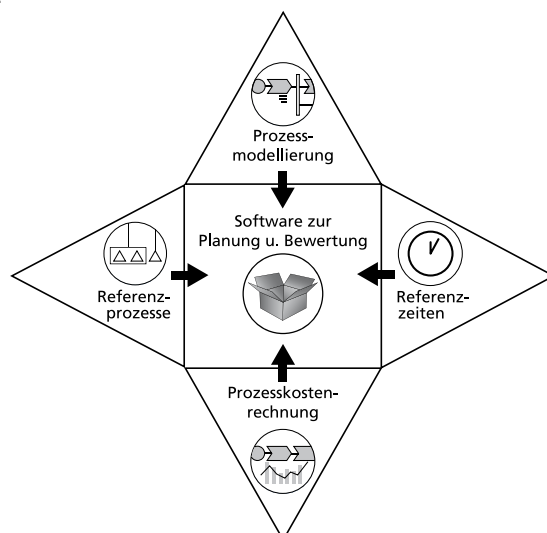 Prozess-
modellierung
Software zur
Planung u. Bewertung
Referenz-
prozesse
Referenz-
zeiten
Prozesskosten-
rechnung